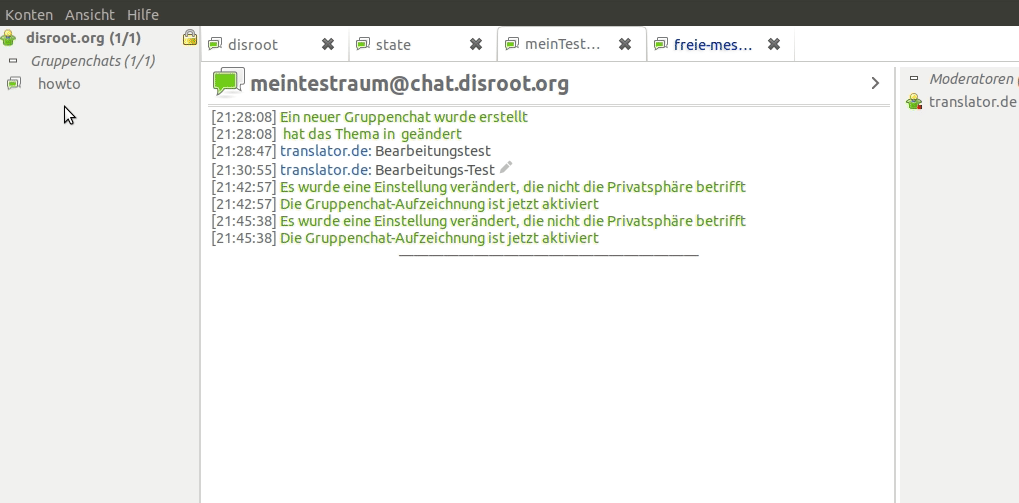 Konten Ansicht Hilfe
disroot.org (1/1)
Gruppenchats (1/1)
howto
disroot
state
meinTest...
freie-mes...
meintestraum@chat.disroot.org
[21:28:08] Ein neuer Gruppenchat wurde erstellt
[21:28:08] hat das Thema in geändert
[21:28:47] translator.de: Bearbeitungstest
[21:30:55] translator.de: Bearbeitungs-Test
[21:42:57] Es wurde eine Einstellung verändert, die nicht die Privatsphäre betrifft
[21:42:57] Die Gruppenchat-Aufzeichnung ist jetzt aktiviert
[21:45:38] Es wurde eine Einstellung verändert, die nicht die Privatsphäre betrifft
[21:45:38] Die Gruppenchat-Aufzeichnung ist jetzt aktiviert
Moderatoren (
translator.de